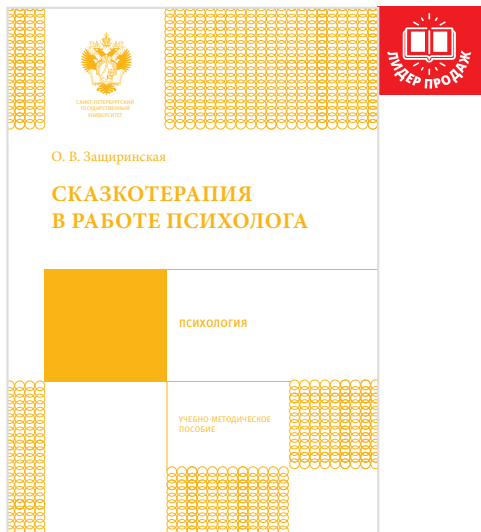 САНКТ-ПЕТЕРБУРГСКИЙ
ГОСУДАРСТВЕННЫЙ
УНИВЕРСИТЕТ
ЛИДЕР ПРОДАЖ
О. В. Защиринская
СКАЗКОТЕРАПИЯ
В РАБОТЕ ПСИХОЛОГА
ПСИХОЛОГИЯ
УЧЕБНО-МЕТОДИЧЕСКОЕ
ПОСОБИЕ